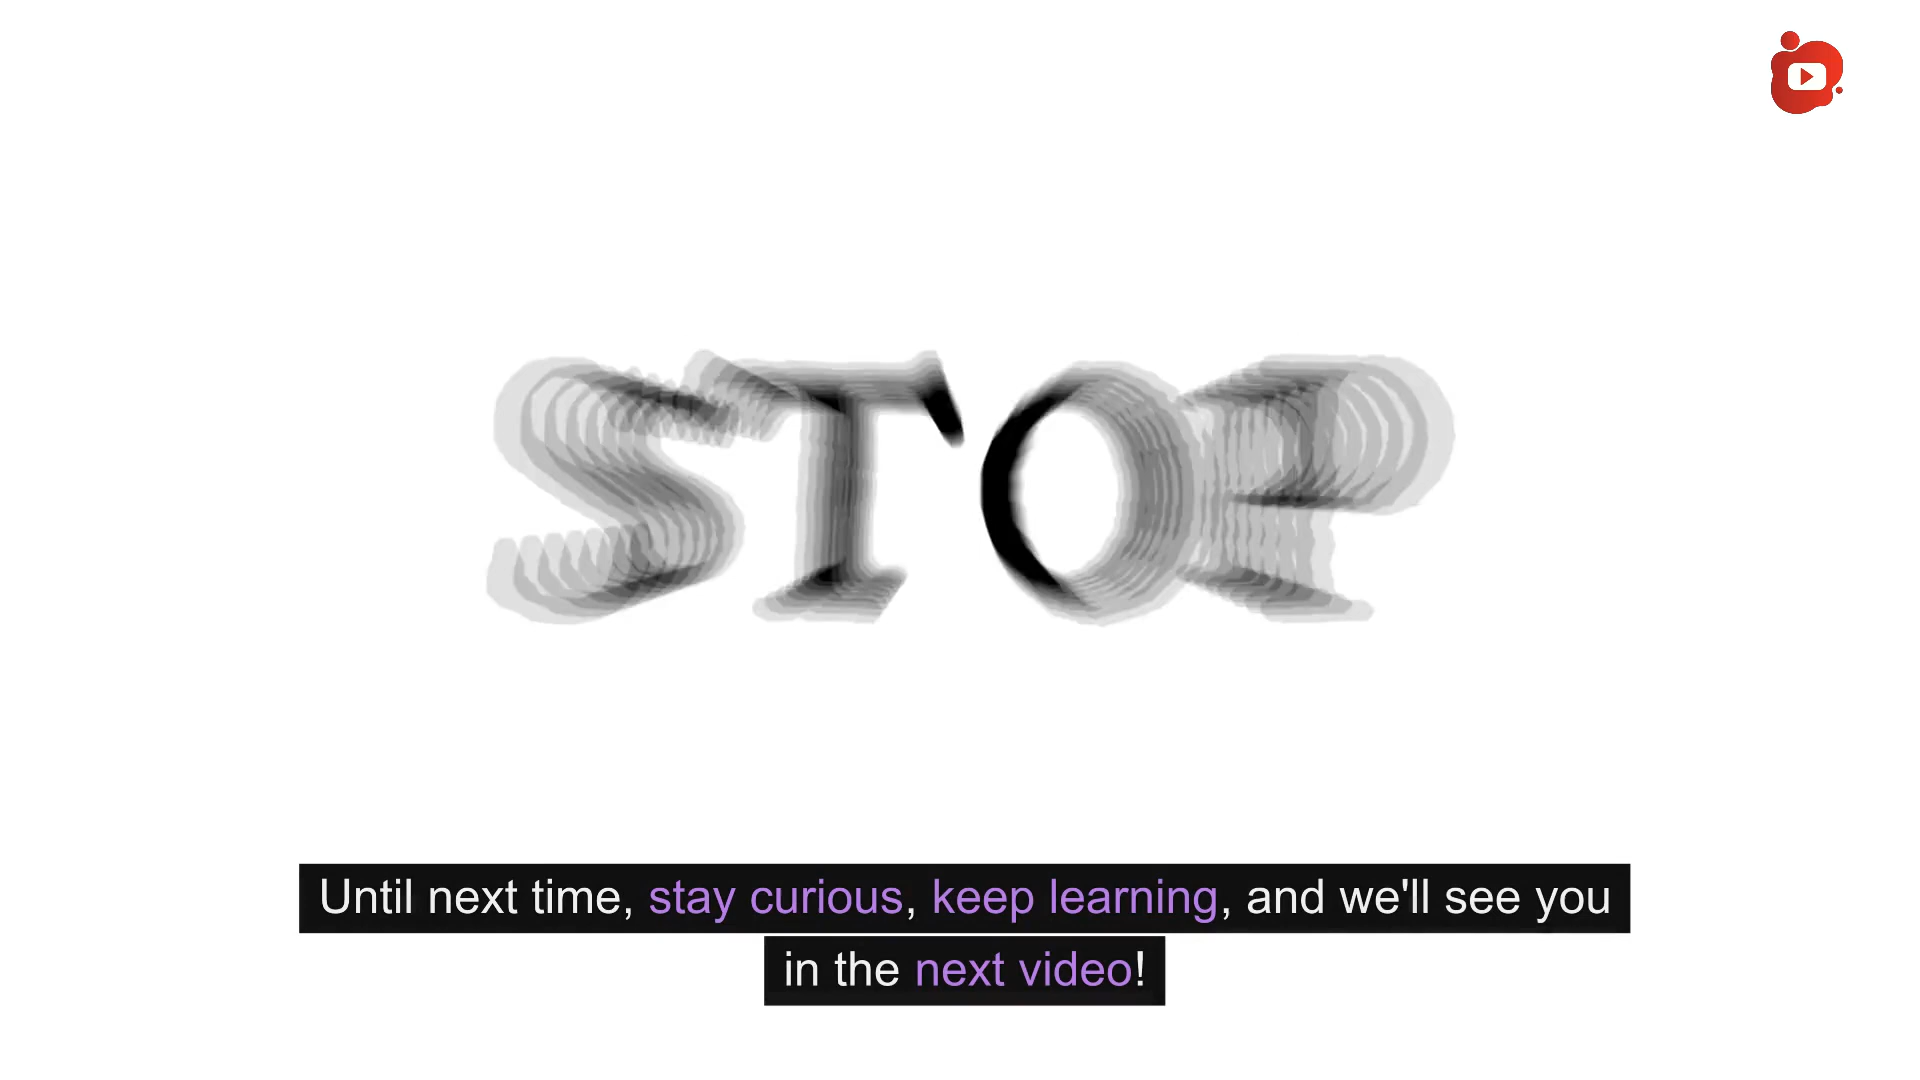 STOP
Until next time, stay curious, keep learning, and we'll see you
in the next video!